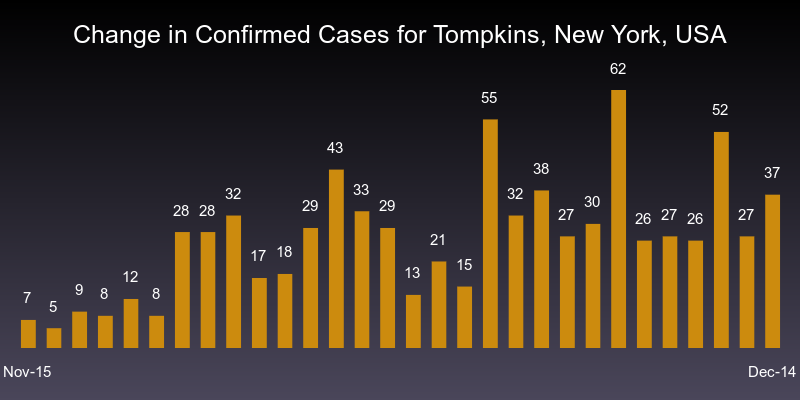 Change in Confirmed Cases for Tompkins, New York, USA
7 5 9 8 12 8 28 28 32 17 18 29 43 33 29 13 21 15 55 32 38 27 30 62 26 27 26 52 27 37
Nov-15 Dec-14